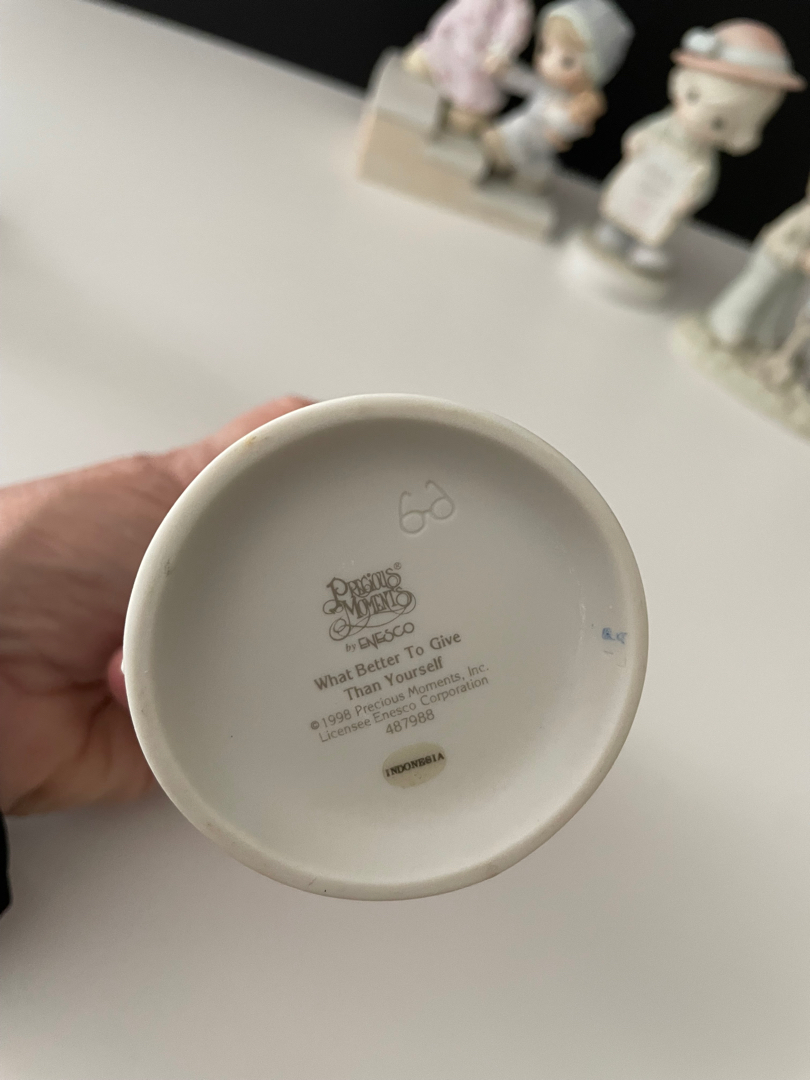 PRECIOUS®
MOMENTS
by ENESCO
What Better To Give
Than Yourself
©1998 Precious Moments, Inc.
Licensee Enesco Corporation
487988
INDONESIA